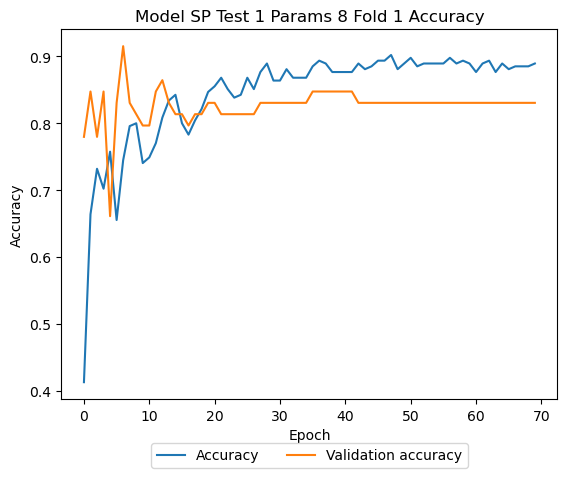 Model SP Test 1 Params 8 Fold 1 Accuracy
0.9
0.8
0.7
0.6
0.5
0.4
Accuracy
0 10 20 30 40 50 60 70
Epoch
Accuracy Validation accuracy